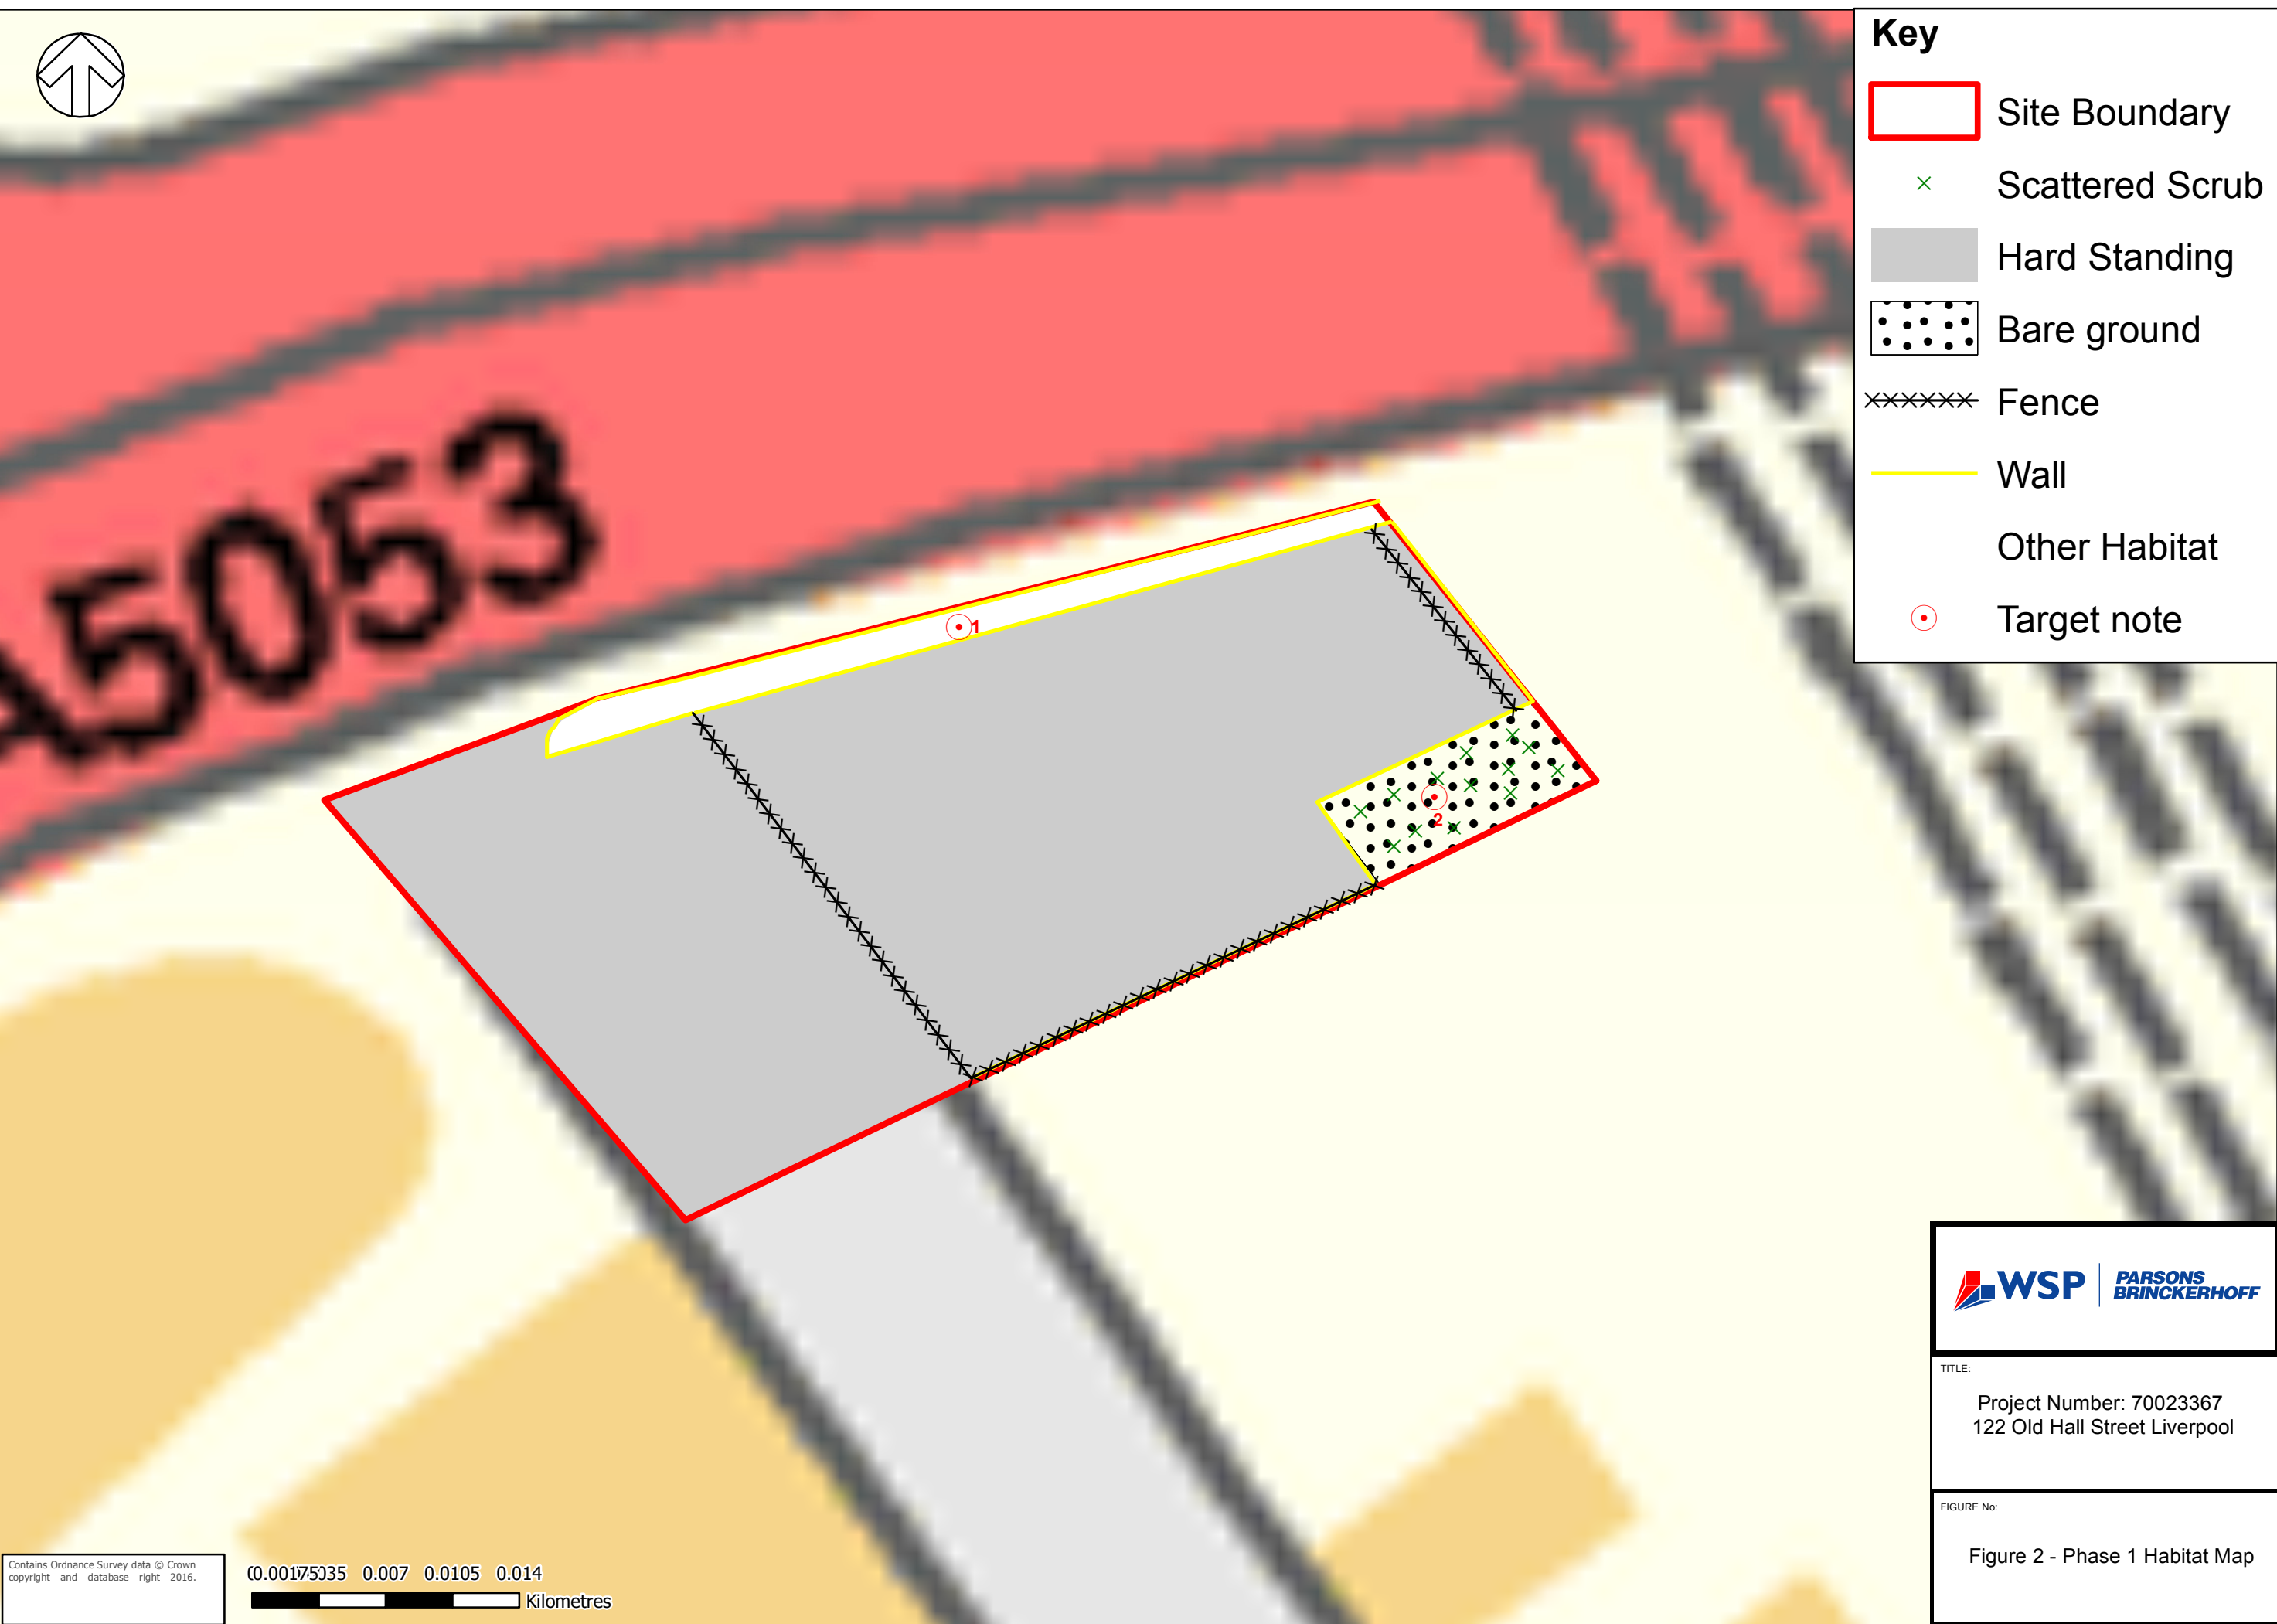 Key
Site Boundary
Scattered Scrub
Hard Standing
Bare ground
Fence
Wall
Other Habitat
Target note
A5053
1
2
WSP | PARSONS
BRINCKERHOFF
TITLE:
Project Number: 70023367
122 Old Hall Street Liverpool
FIGURE No:
Figure 2 - Phase 1 Habitat Map
Contains Ordnance Survey data © Crown
copyright and database right 2016.
0.007 0.0105 0.014
Kilometres